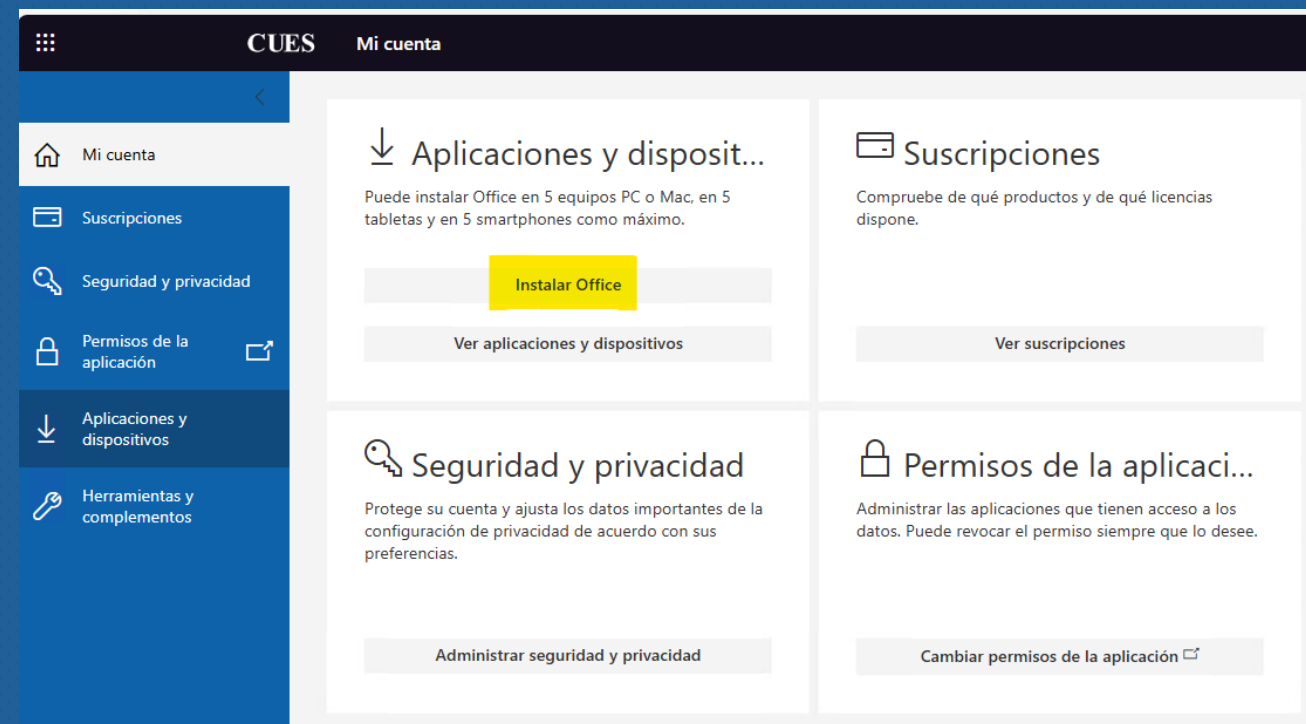 CUES Mi cuenta
Mi cuenta
Suscripciones
Seguridad y privacidad
Permisos de la
aplicación
Aplicaciones y
dispositivos
Herramientas y
complementos
Aplicaciones y disposit...
Puede instalar Office en 5 equipos PC o Mac, en 5
tabletas y en 5 smartphones como máximo.
Instalar Office
Ver aplicaciones y dispositivos
Suscripciones
Compruebe de qué productos y de qué licencias
dispone.
Ver suscripciones
Seguridad y privacidad
Protege su cuenta y ajusta los datos importantes de la
configuración de privacidad de acuerdo con sus
preferencias.
Administrar seguridad y privacidad
Permisos de la aplicaci...
Administrar las aplicaciones que tienen acceso a los
datos. Puede revocar el permiso siempre que lo desee.
Cambiar permisos de la aplicación